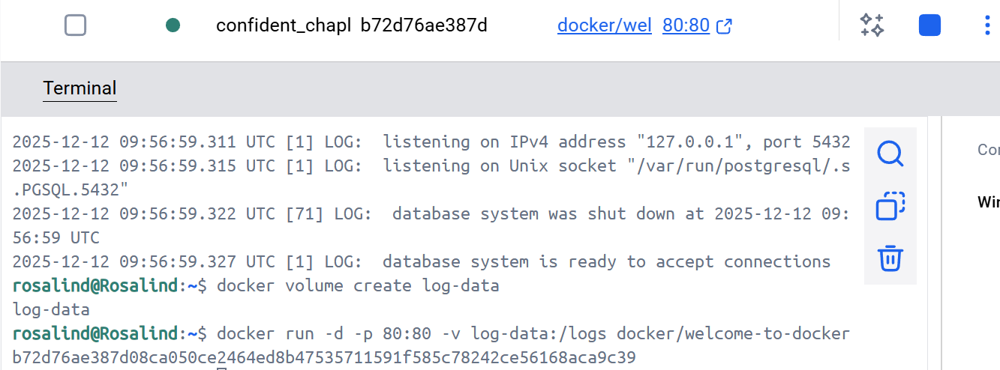 confident_chapl b72d76ae387d docker/wel 80:80
Terminal
2025-12-12 09:56:59.311 UTC [1] LOG:  listening on IPv4 address "127.0.0.1", port 5432
2025-12-12 09:56:59.315 UTC [1] LOG:  listening on Unix socket "/var/run/postgresql/.s
.PGSQL.5432"
2025-12-12 09:56:59.322 UTC [71] LOG:  database system was shut down at 2025-12-12 09:
56:59 UTC
2025-12-12 09:56:59.327 UTC [1] LOG:  database system is ready to accept connections
rosalind@Rosalind:~$ docker volume create log-data
log-data
rosalind@Rosalind:~$ docker run -d -p 80:80 -v log-data:/logs docker/welcome-to-docker
b72d76ae387d08ca050ce2464ed8b47535711591f585c78242ce56168aca9c39